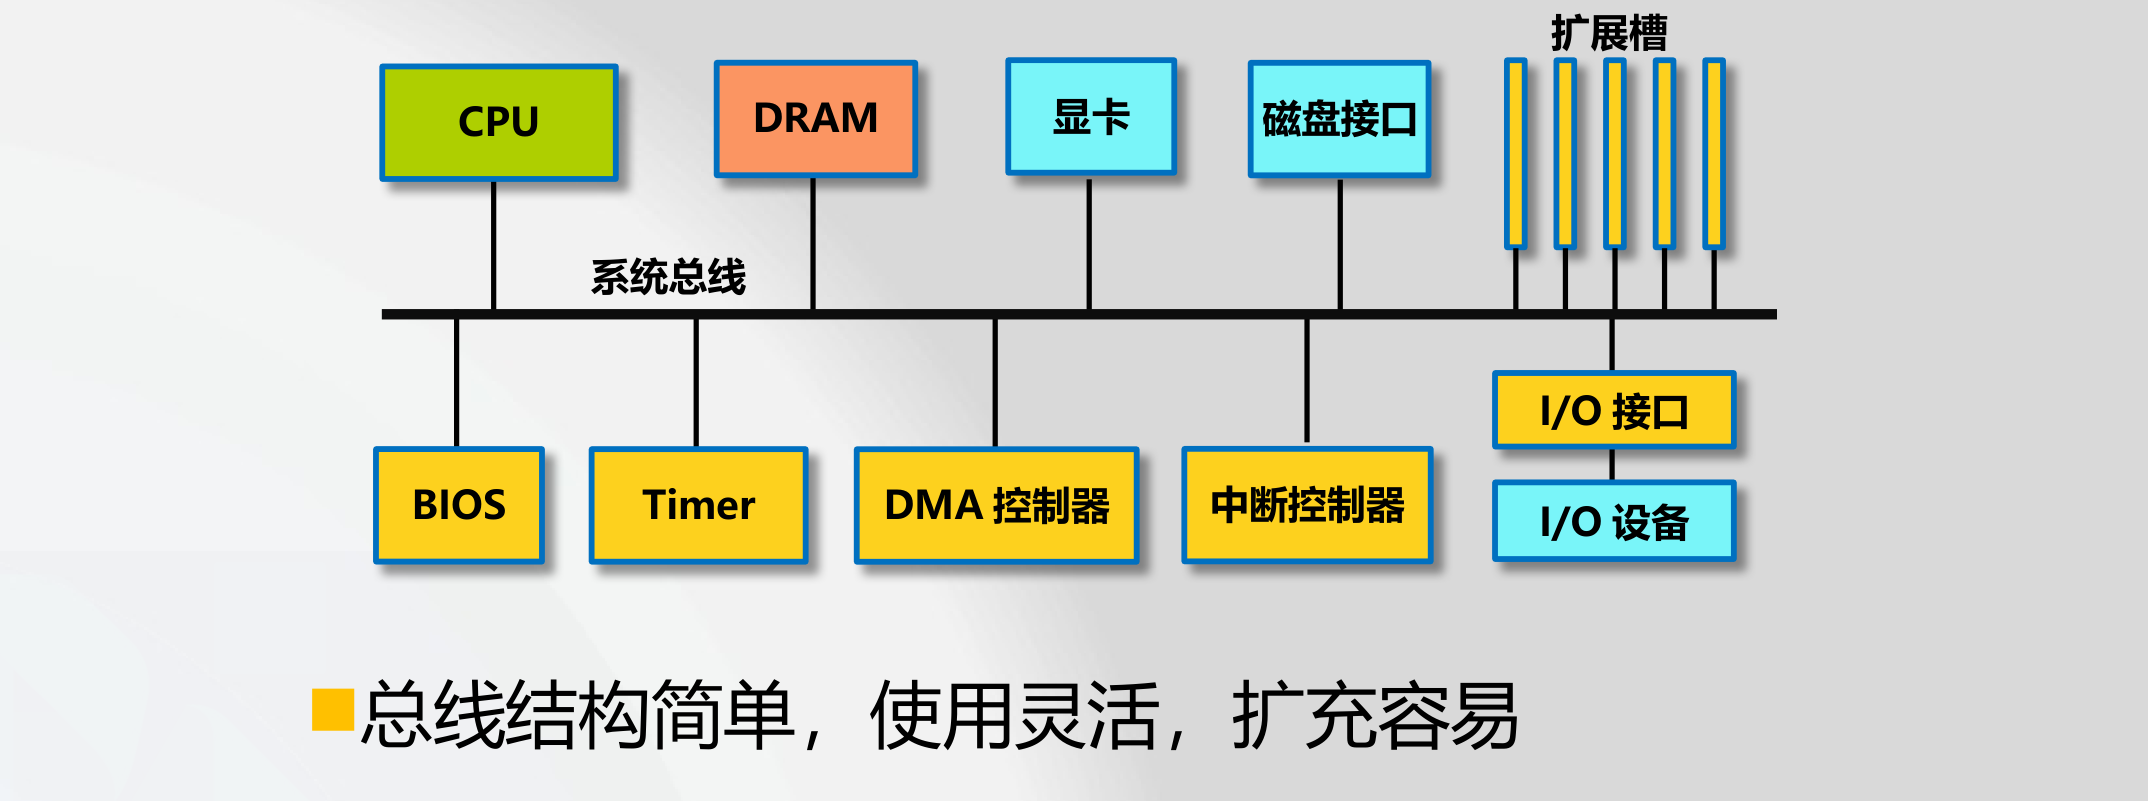 扩展槽
CPU
DRAM
显卡
磁盘接口
系统总线
I/O 接口
BIOS
Timer
DMA 控制器
中断控制器
I/O 设备
总线结构简单，使用灵活，扩充容易